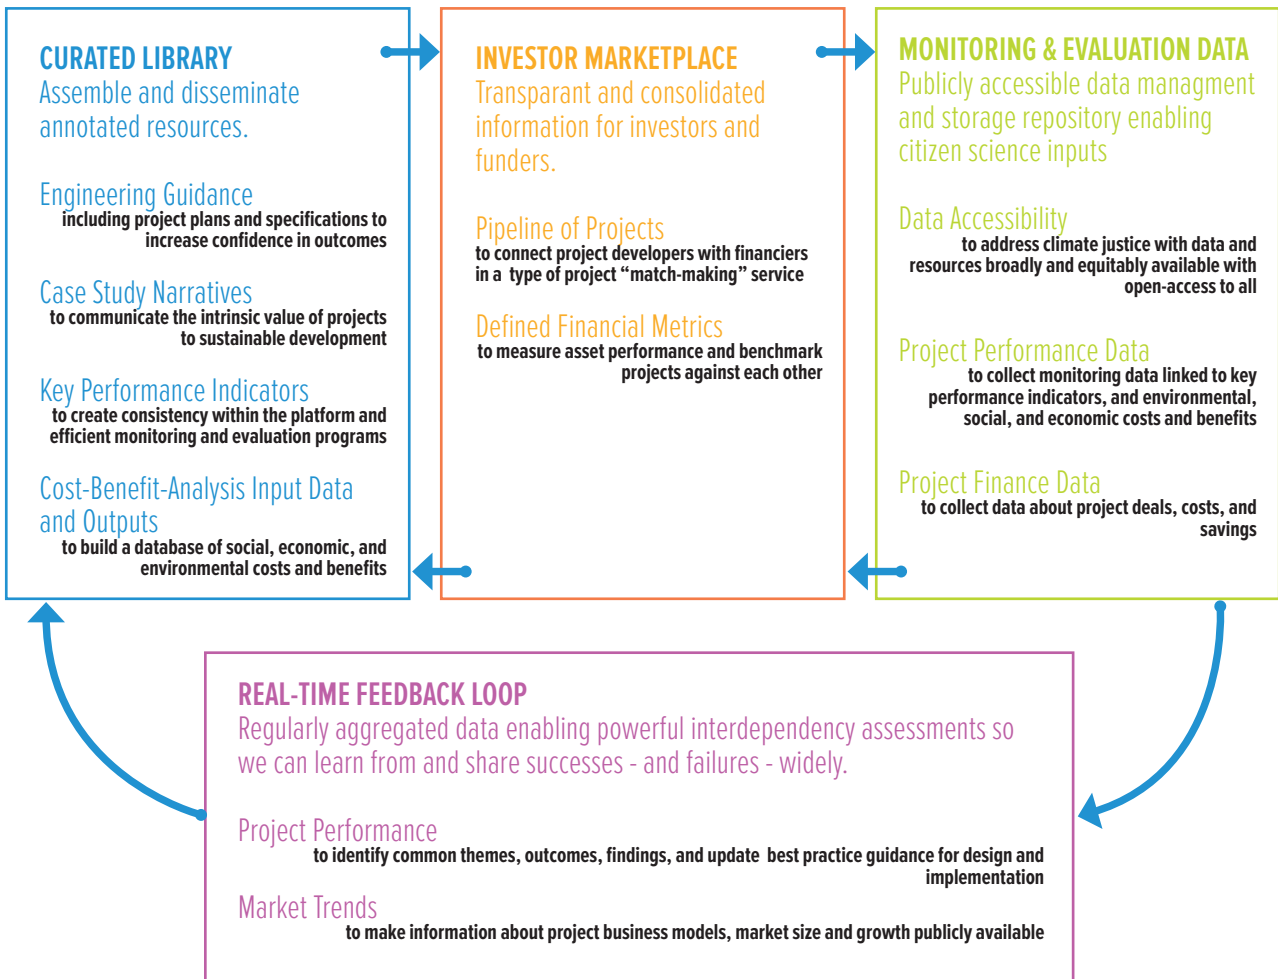 CURATED LIBRARY
Assemble and disseminate
annotated resources.
Engineering Guidance
including project plans and specifications to
increase confidence in outcomes
Case Study Narratives
to communicate the intrinsic value of projects
to sustainable development
Key Performance Indicators
to create consistency within the platform and
efficient monitoring and evaluation programs
Cost-Benefit-Analysis Input Data
and Outputs
to build a database of social, economic, and
environmental costs and benefits
INVESTOR MARKETPLACE
Transparant and consolidated
information for investors and
funders.
Pipeline of Projects
to connect project developers with financiers
in a type of project “match-making” service
Defined Financial Metrics
to measure asset performance and benchmark
projects against each other
MONITORING & EVALUATION DATA
Publicly accessible data managment
and storage repository enabling
citizen science inputs
Data Accessibility
to address climate justice with data and
resources broadly and equitably available with
open-access to all
Project Performance Data
to collect monitoring data linked to key
performance indicators, and environmental,
social, and economic costs and benefits
Project Finance Data
to collect data about project deals, costs, and
savings
REAL-TIME FEEDBACK LOOP
Regularly aggregated data enabling powerful interdependency assessments so
we can learn from and share successes - and failures - widely.
Project Performance
to identify common themes, outcomes, findings, and update best practice guidance for design and
implementation
Market Trends
to make information about project business models, market size and growth publicly available